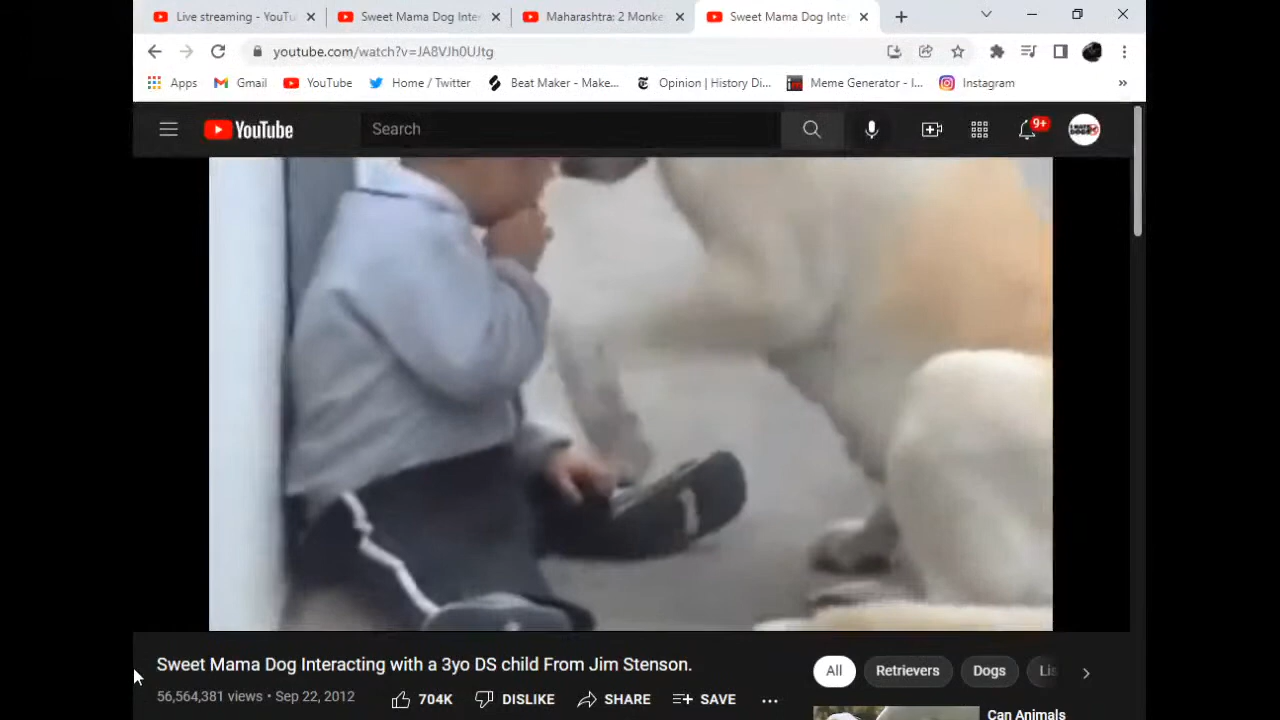 Live streaming - YouTu
Sweet Mama Dog Inter
Maharashtra: 2 Monke
Sweet Mama Dog Inter
youtube.com/watch?v=JA8VJh0UJtg
Apps
Gmail
YouTube
Home / Twitter
Beat Maker - Make...
Opinion | History Di...
Meme Generator - I...
Instagram
»
YouTube
Search
9+
Sweet Mama Dog Interacting with a 3yo DS child From Jim Stenson.
56,564,381 views • Sep 22, 2012
704K
DISLIKE
SHARE
SAVE
All
Retrievers
Dogs
Lis
Can Animals